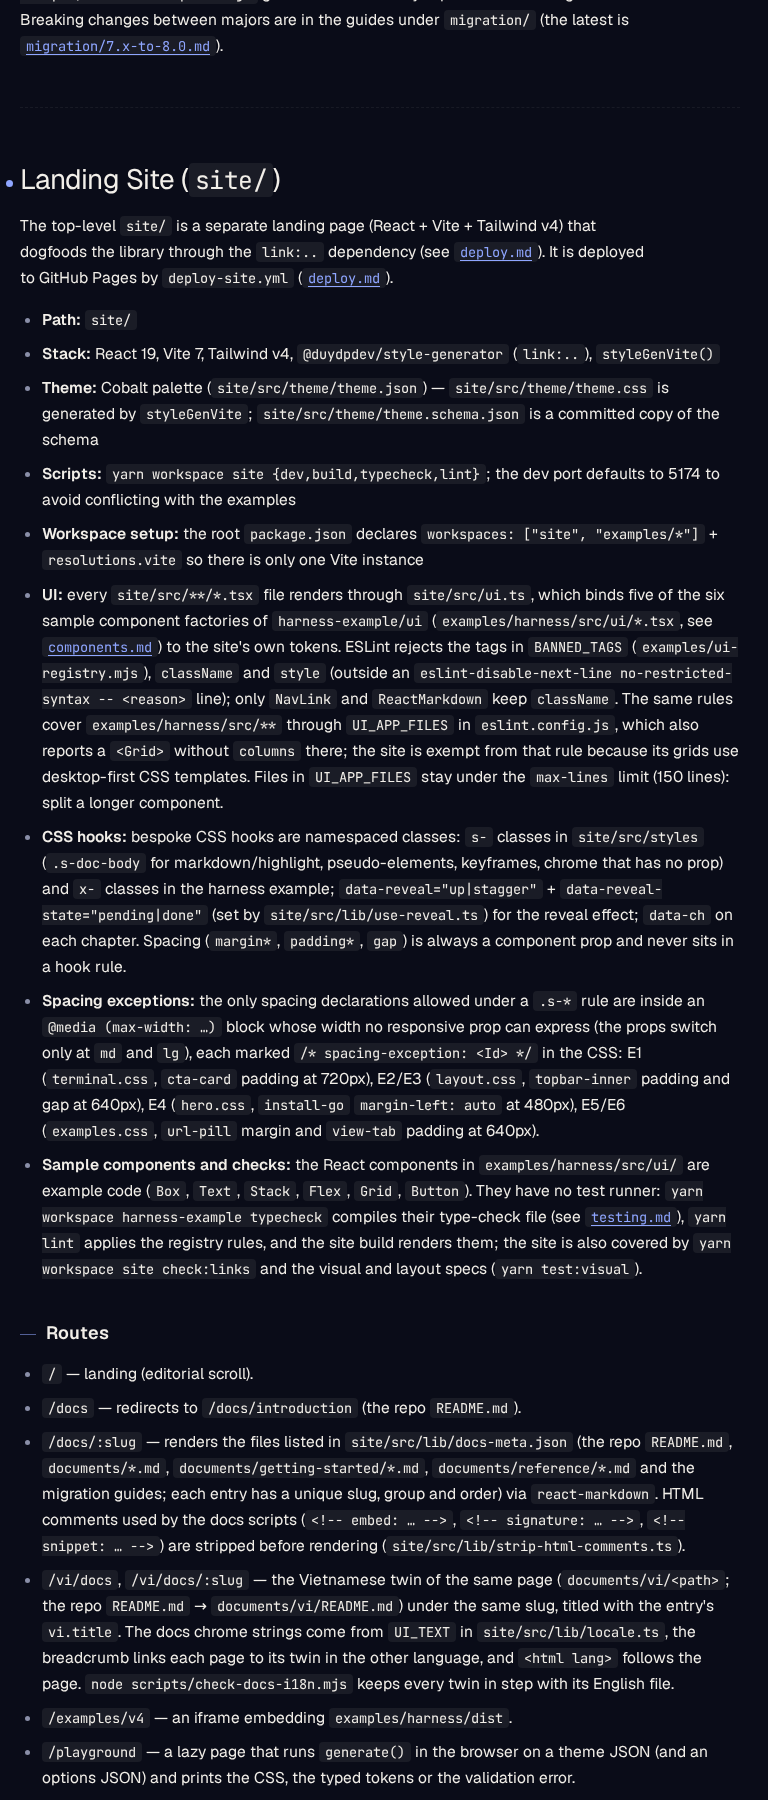 Breaking changes between majors are in the guides under migration/ (the latest is
migration/7.x-to-8.0.md ).
Landing Site ( site/ )
The top-level site/ is a separate landing page (React + Vite + Tailwind v4) that
dogfoods the library through the link:.. dependency (see deploy.md ). It is deployed
to GitHub Pages by deploy-site.yml ( deploy.md ).
• Path: site/
• Stack: React 19, Vite 7, Tailwind v4, @duydpdev/style-generator ( link:.. ), styleGenVite()
• Theme: Cobalt palette ( site/src/theme/theme.json ) — site/src/theme/theme.css is
generated by styleGenVite ; site/src/theme/theme.schema.json is a committed copy of the
schema
• Scripts: yarn workspace site {dev,build,typecheck,lint} ; the dev port defaults to 5174 to
avoid conflicting with the examples
• Workspace setup: the root package.json declares workspaces: ["site", "examples/*"] +
resolutions.vite so there is only one Vite instance
• UI: every site/src/**/*.tsx file renders through site/src/ui.ts , which binds five of the six
sample component factories of harness-example/ui ( examples/harness/src/ui/*.tsx , see
components.md ) to the site's own tokens. ESLint rejects the tags in BANNED_TAGS ( examples/ui-
registry.mjs ), className and style (outside an eslint-disable-next-line no-restricted-
syntax -- <reason> line); only NavLink and ReactMarkdown keep className . The same rules
cover examples/harness/src/** through UI_APP_FILES in eslint.config.js , which also
reports a <Grid> without columns there; the site is exempt from that rule because its grids use
desktop-first CSS templates. Files in UI_APP_FILES stay under the max-lines limit (150 lines):
split a longer component.
• CSS hooks: bespoke CSS hooks are namespaced classes: s- classes in site/src/styles
( .s-doc-body for markdown/highlight, pseudo-elements, keyframes, chrome that has no prop)
and x- classes in the harness example; data-reveal="up|stagger" + data-reveal-
state="pending|done" (set by site/src/lib/use-reveal.ts ) for the reveal effect; data-ch on
each chapter. Spacing ( margin* , padding* , gap ) is always a component prop and never sits in
a hook rule.
• Spacing exceptions: the only spacing declarations allowed under a .s-* rule are inside an
@media (max-width: …) block whose width no responsive prop can express (the props switch
only at md and lg ), each marked /* spacing-exception: <Id> */ in the CSS: E1
( terminal.css , cta-card padding at 720px), E2/E3 ( layout.css , topbar-inner padding and
gap at 640px), E4 ( hero.css , install-go margin-left: auto at 480px), E5/E6
( examples.css , url-pill margin and view-tab padding at 640px).
• Sample components and checks: the React components in examples/harness/src/ui/ are
example code ( Box , Text , Stack , Flex , Grid , Button ). They have no test runner: yarn
workspace harness-example typecheck compiles their type-check file (see testing.md ), yarn
lint applies the registry rules, and the site build renders them; the site is also covered by yarn
workspace site check:links and the visual and layout specs ( yarn test:visual ).
— Routes
• / — landing (editorial scroll).
• /docs — redirects to /docs/introduction (the repo README.md ).
• /docs/:slug — renders the files listed in site/src/lib/docs-meta.json (the repo README.md ,
documents/*.md , documents/getting-started/*.md , documents/reference/*.md and the
migration guides; each entry has a unique slug, group and order) via react-markdown . HTML
comments used by the docs scripts ( <!-- embed: … --> , <!-- signature: … --> , <!--
snippet: … --> ) are stripped before rendering ( site/src/lib/strip-html-comments.ts ).
• /vi/docs , /vi/docs/:slug — the Vietnamese twin of the same page ( documents/vi/<path> ;
the repo README.md → documents/vi/README.md ) under the same slug, titled with the entry's
vi.title . The docs chrome strings come from UI_TEXT in site/src/lib/locale.ts , the
breadcrumb links each page to its twin in the other language, and <html lang> follows the
page. node scripts/check-docs-i18n.mjs keeps every twin in step with its English file.
• /examples/v4 — an iframe embedding examples/harness/dist .
• /playground — a lazy page that runs generate() in the browser on a theme JSON (and an
options JSON) and prints the CSS, the typed tokens or the validation error.